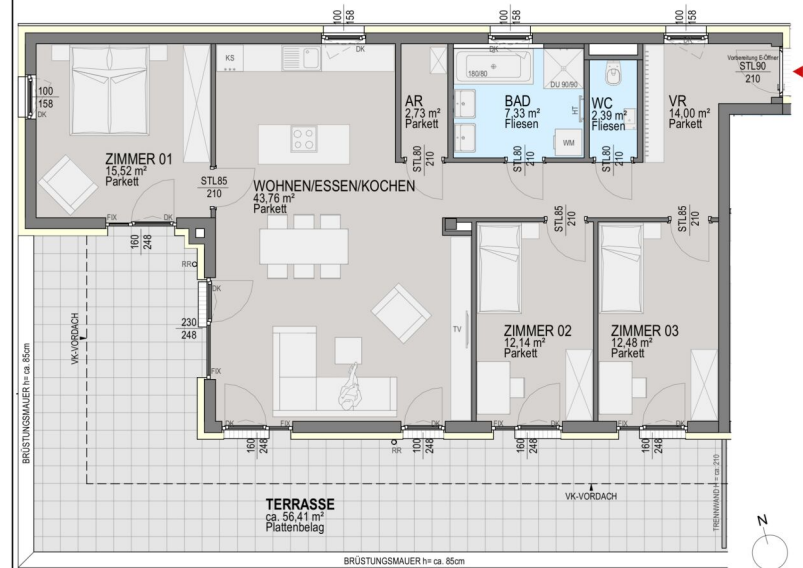 100
158
100
158
100
158
DK
DK
DK
KS
180/80
DU 90/90
HT
WM
Vorbereitung E-Öffner
STL90
210
100
158
DK
AR
2,73 m²
Parkett
BAD
7,33 m²
Fliesen
WC
2,39 m²
Fliesen
VR
14,00 m²
Parkett
ZIMMER 01
15,52 m²
Parkett
STL80
210
STL80
210
STL80
210
STL85
210
WOHNEN/ESSEN/KOCHEN
43,76 m²
Parkett
STL85
210
STL85
210
FIX
DK
160
248
RR
DK
230
248
FIX
VK-VORDACH
BRÜSTUNGSMAUER h= ca. 85cm
TV
ZIMMER 02
12,14 m²
Parkett
ZIMMER 03
12,48 m²
Parkett
DK
FIX
DK
FIX
DK
FIX
DK
160
248
RR
100
248
160
248
160
248
TRENNWAND H = ca. 210
VK-VORDACH
TERRASSE
ca. 56,41 m²
Plattenbelag
N
BRÜSTUNGSMAUER h= ca. 85cm